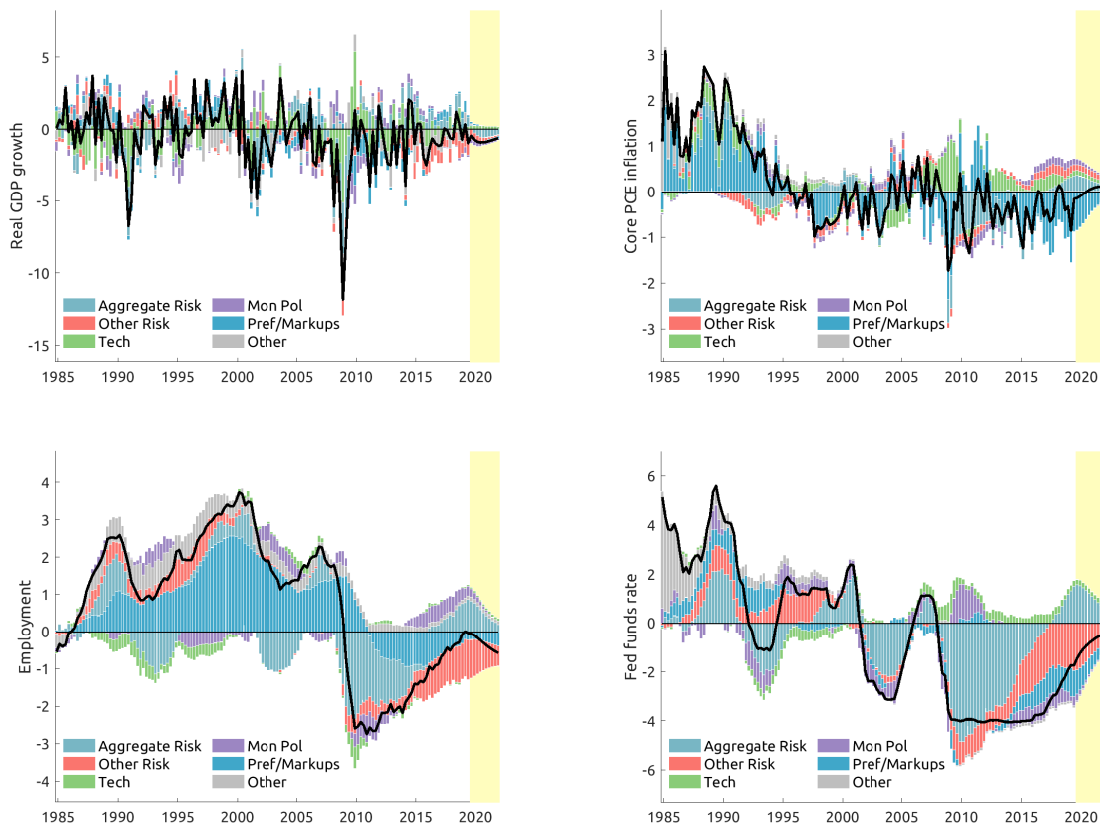 Real GDP growth
5
0
-5
-10
-15
Aggregate Risk
Other Risk
Tech
Mon Pol
Pref/Markups
Other
1985 1990 1995 2000 2005 2010 2015 2020
Core PCE inflation
3
2
1
0
-1
-2
-3
Aggregate Risk
Other Risk
Tech
Mon Pol
Pref/Markups
Other
1985 1990 1995 2000 2005 2010 2015 2020
Employment
4
3
2
1
0
-1
-2
-3
-4
Aggregate Risk
Other Risk
Tech
Mon Pol
Pref/Markups
Other
1985 1990 1995 2000 2005 2010 2015 2020
Fed funds rate
6
4
2
0
-2
-4
-6
Aggregate Risk
Other Risk
Tech
Mon Pol
Pref/Markups
Other
1985 1990 1995 2000 2005 2010 2015 2020